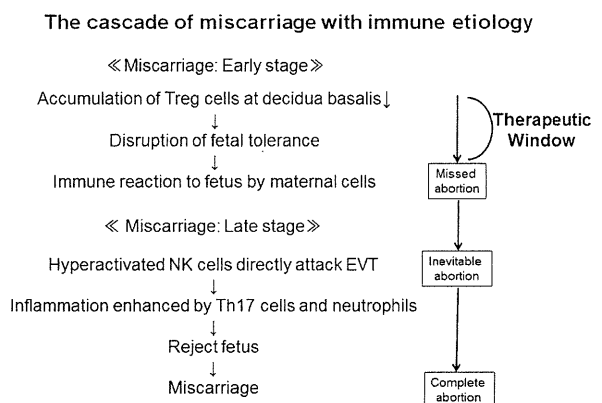 The cascade of miscarriage with immune etiology
≪Miscarriage: Early stage≫
Accumulation of Treg cells at decidua basalis↓
↓
Disruption of fetal tolerance
↓
Immune reaction to fetus by maternal cells
≪ Miscarriage: Late stage≫
Hyperactivated NK cells directly attack EVT
↓
Inflammation enhanced by Th17 cells and neutrophils
↓
Reject fetus
↓
Miscarriage
Therapeutic
Window
Missed
abortion
Inevitable
abortion
Complete
abortion